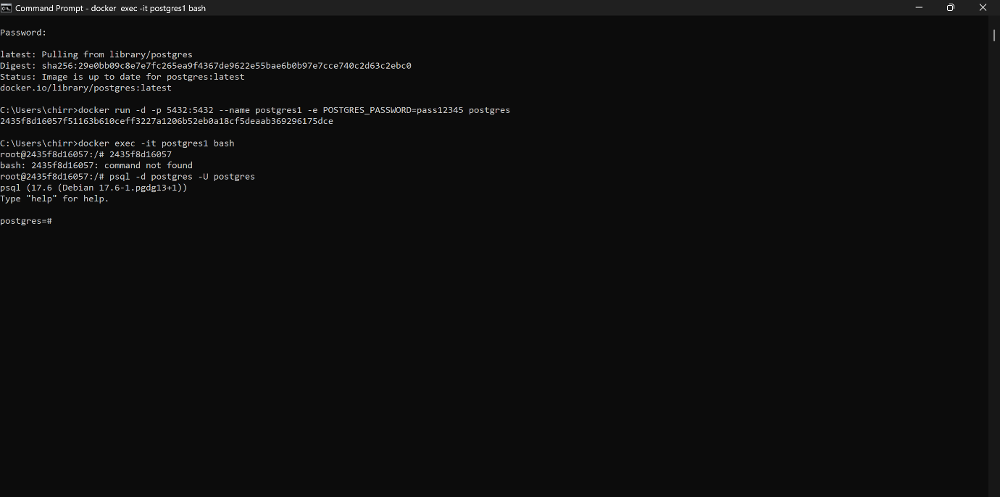 Command Prompt - docker  exec -it postgres1 bash
Password:
latest: Pulling from library/postgres
Digest: sha256:29e0bb09c8e7e7fc265ea9f4367de9622e55bae6b0b97e7cce740c2d63c2ebc0
Status: Image is up to date for postgres:latest
docker.io/library/postgres:latest
C:\Users\chirr>docker run -d -p 5432:5432 --name postgres1 -e POSTGRES_PASSWORD=pass12345 postgres
2435f8d16057f51163b610ceff3227a1206b52eb0a18cf5deaab369296175dce
C:\Users\chirr>docker exec -it postgres1 bash
root@2435f8d16057:/# 2435f8d16057
bash: 2435f8d16057: command not found
root@2435f8d16057:/# psql -d postgres -U postgres
psql (17.6 (Debian 17.6-1.pgdg13+1))
Type "help" for help.
postgres=#